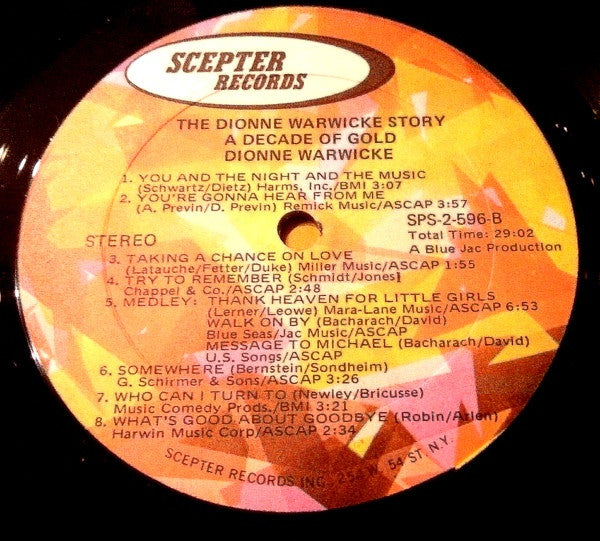 SCEPTER
RECORDS
THE DIONNE WARWICKE STORY
A DECADE OF GOLD
DIONNE WARWICKE
1. YOU AND THE NIGHT AND THE MUSIC
(Schwartz/Dietz) Harms, Inc./BMI 3:07
2. YOU'RE GONNA HEAR FROM ME
(A. Previn/D. Previn) Remick Music/ASCAP 3:57
SPS-2-596-B
STEREO
Total Time: 29:02
A Blue Jac Production
3. TAKING A CHANCE ON LOVE
(Latauche/Fetter/Duke) Miller Music/ASCAP 1:55
4. TRY TO REMEMBER (Schmidt/Jones)
Chappel & Co./ASCAP 2:48
5. MEDLEY: THANK HEAVEN FOR LITTLE GIRLS
(Lerner/Leowe) Mara-Lane Music/ASCAP 6:53
WALK ON BY (Bacharach/David)
Blue Seas/Jac Music/ASCAP
MESSAGE TO MICHAEL (Bacharach/David)
U.S. Songs/ASCAP
6. SOMEWHERE (Bernstein/Sondheim)
G. Schirmer & Sons/ASCAP 3:26
7. WHO CAN I TURN TO (Newley/Bricusse)
Music Comedy Prods./BMI 3:21
8. WHAT'S GOOD ABOUT GOODBYE (Robin/Arlen)
Harwin Music Corp/ASCAP 2:34
SCEPTER RECORDS INC., 254 W. 54 ST. N.Y.